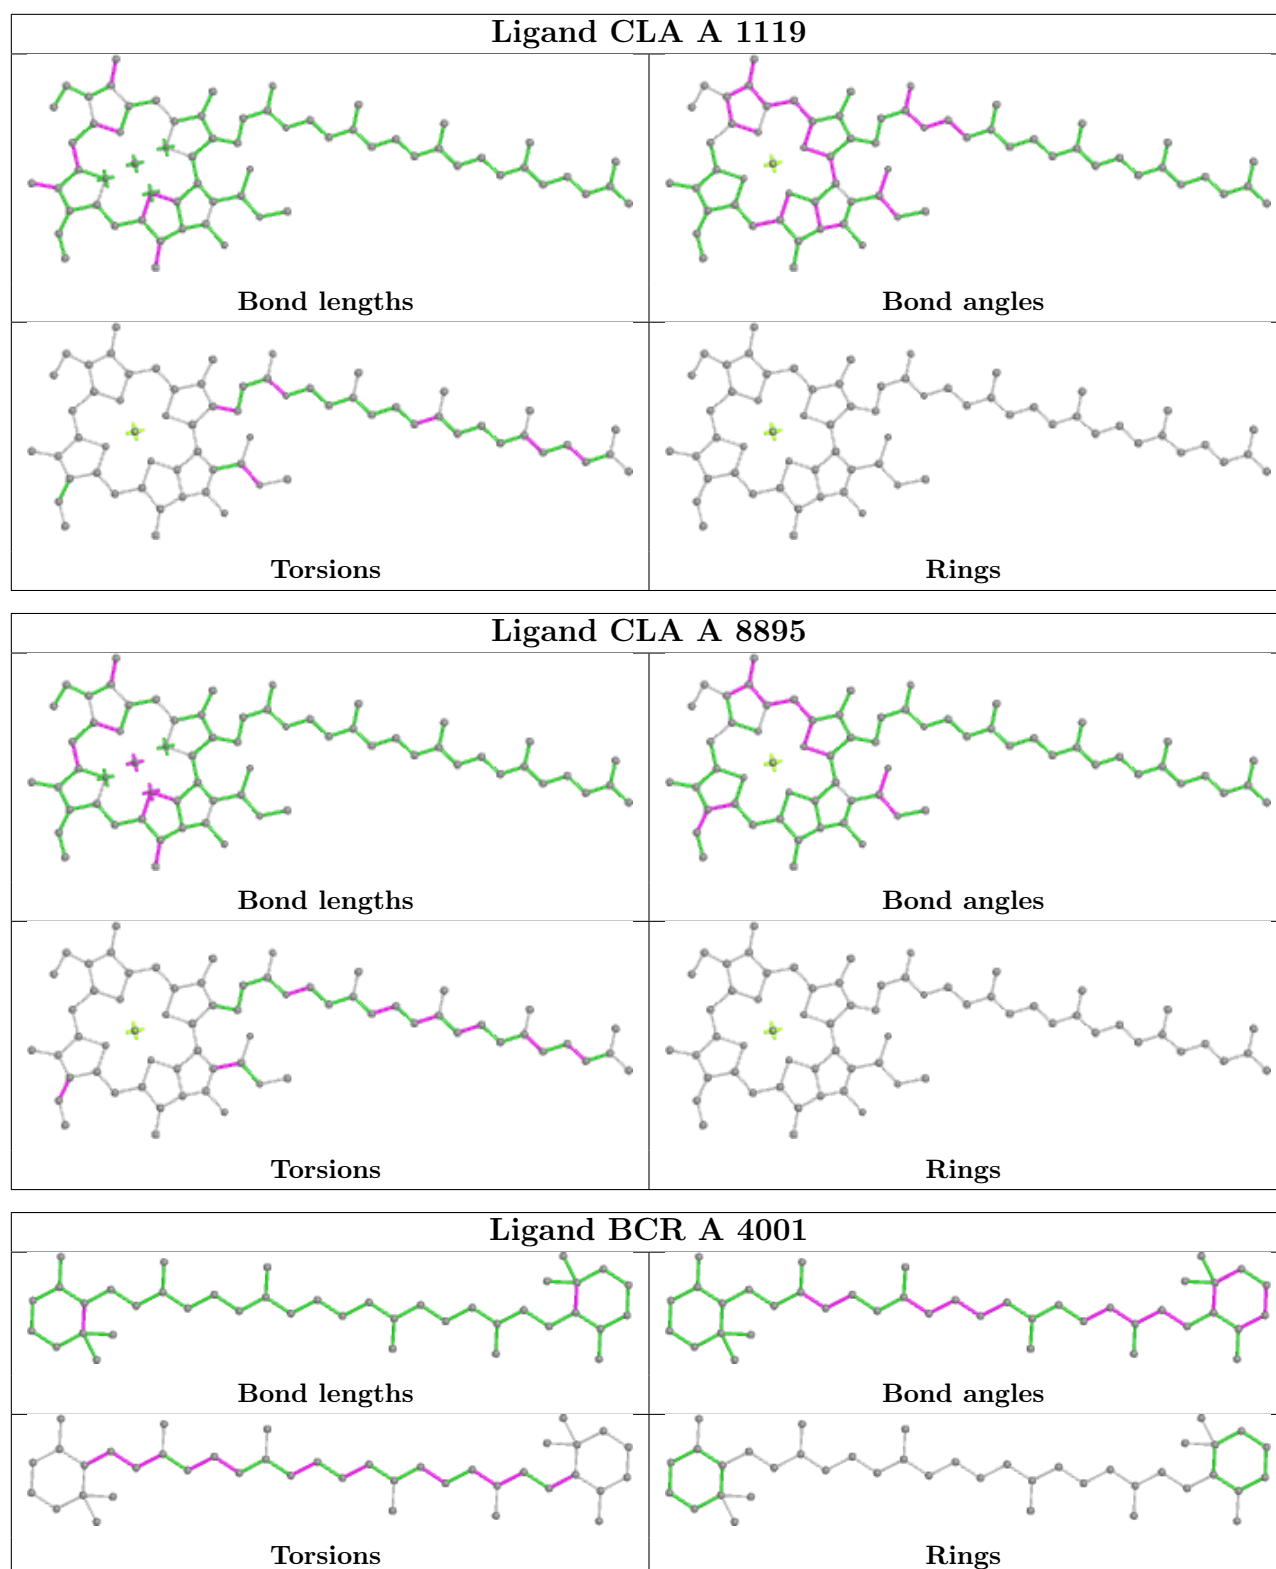 Ligand CLA A 1119
Bond lengths
Bond angles
Torsions
Rings
Ligand CLA A 8895
Bond lengths
Bond angles
Torsions
Rings
Ligand BCR A 4001
Bond lengths
Bond angles
Torsions
Rings